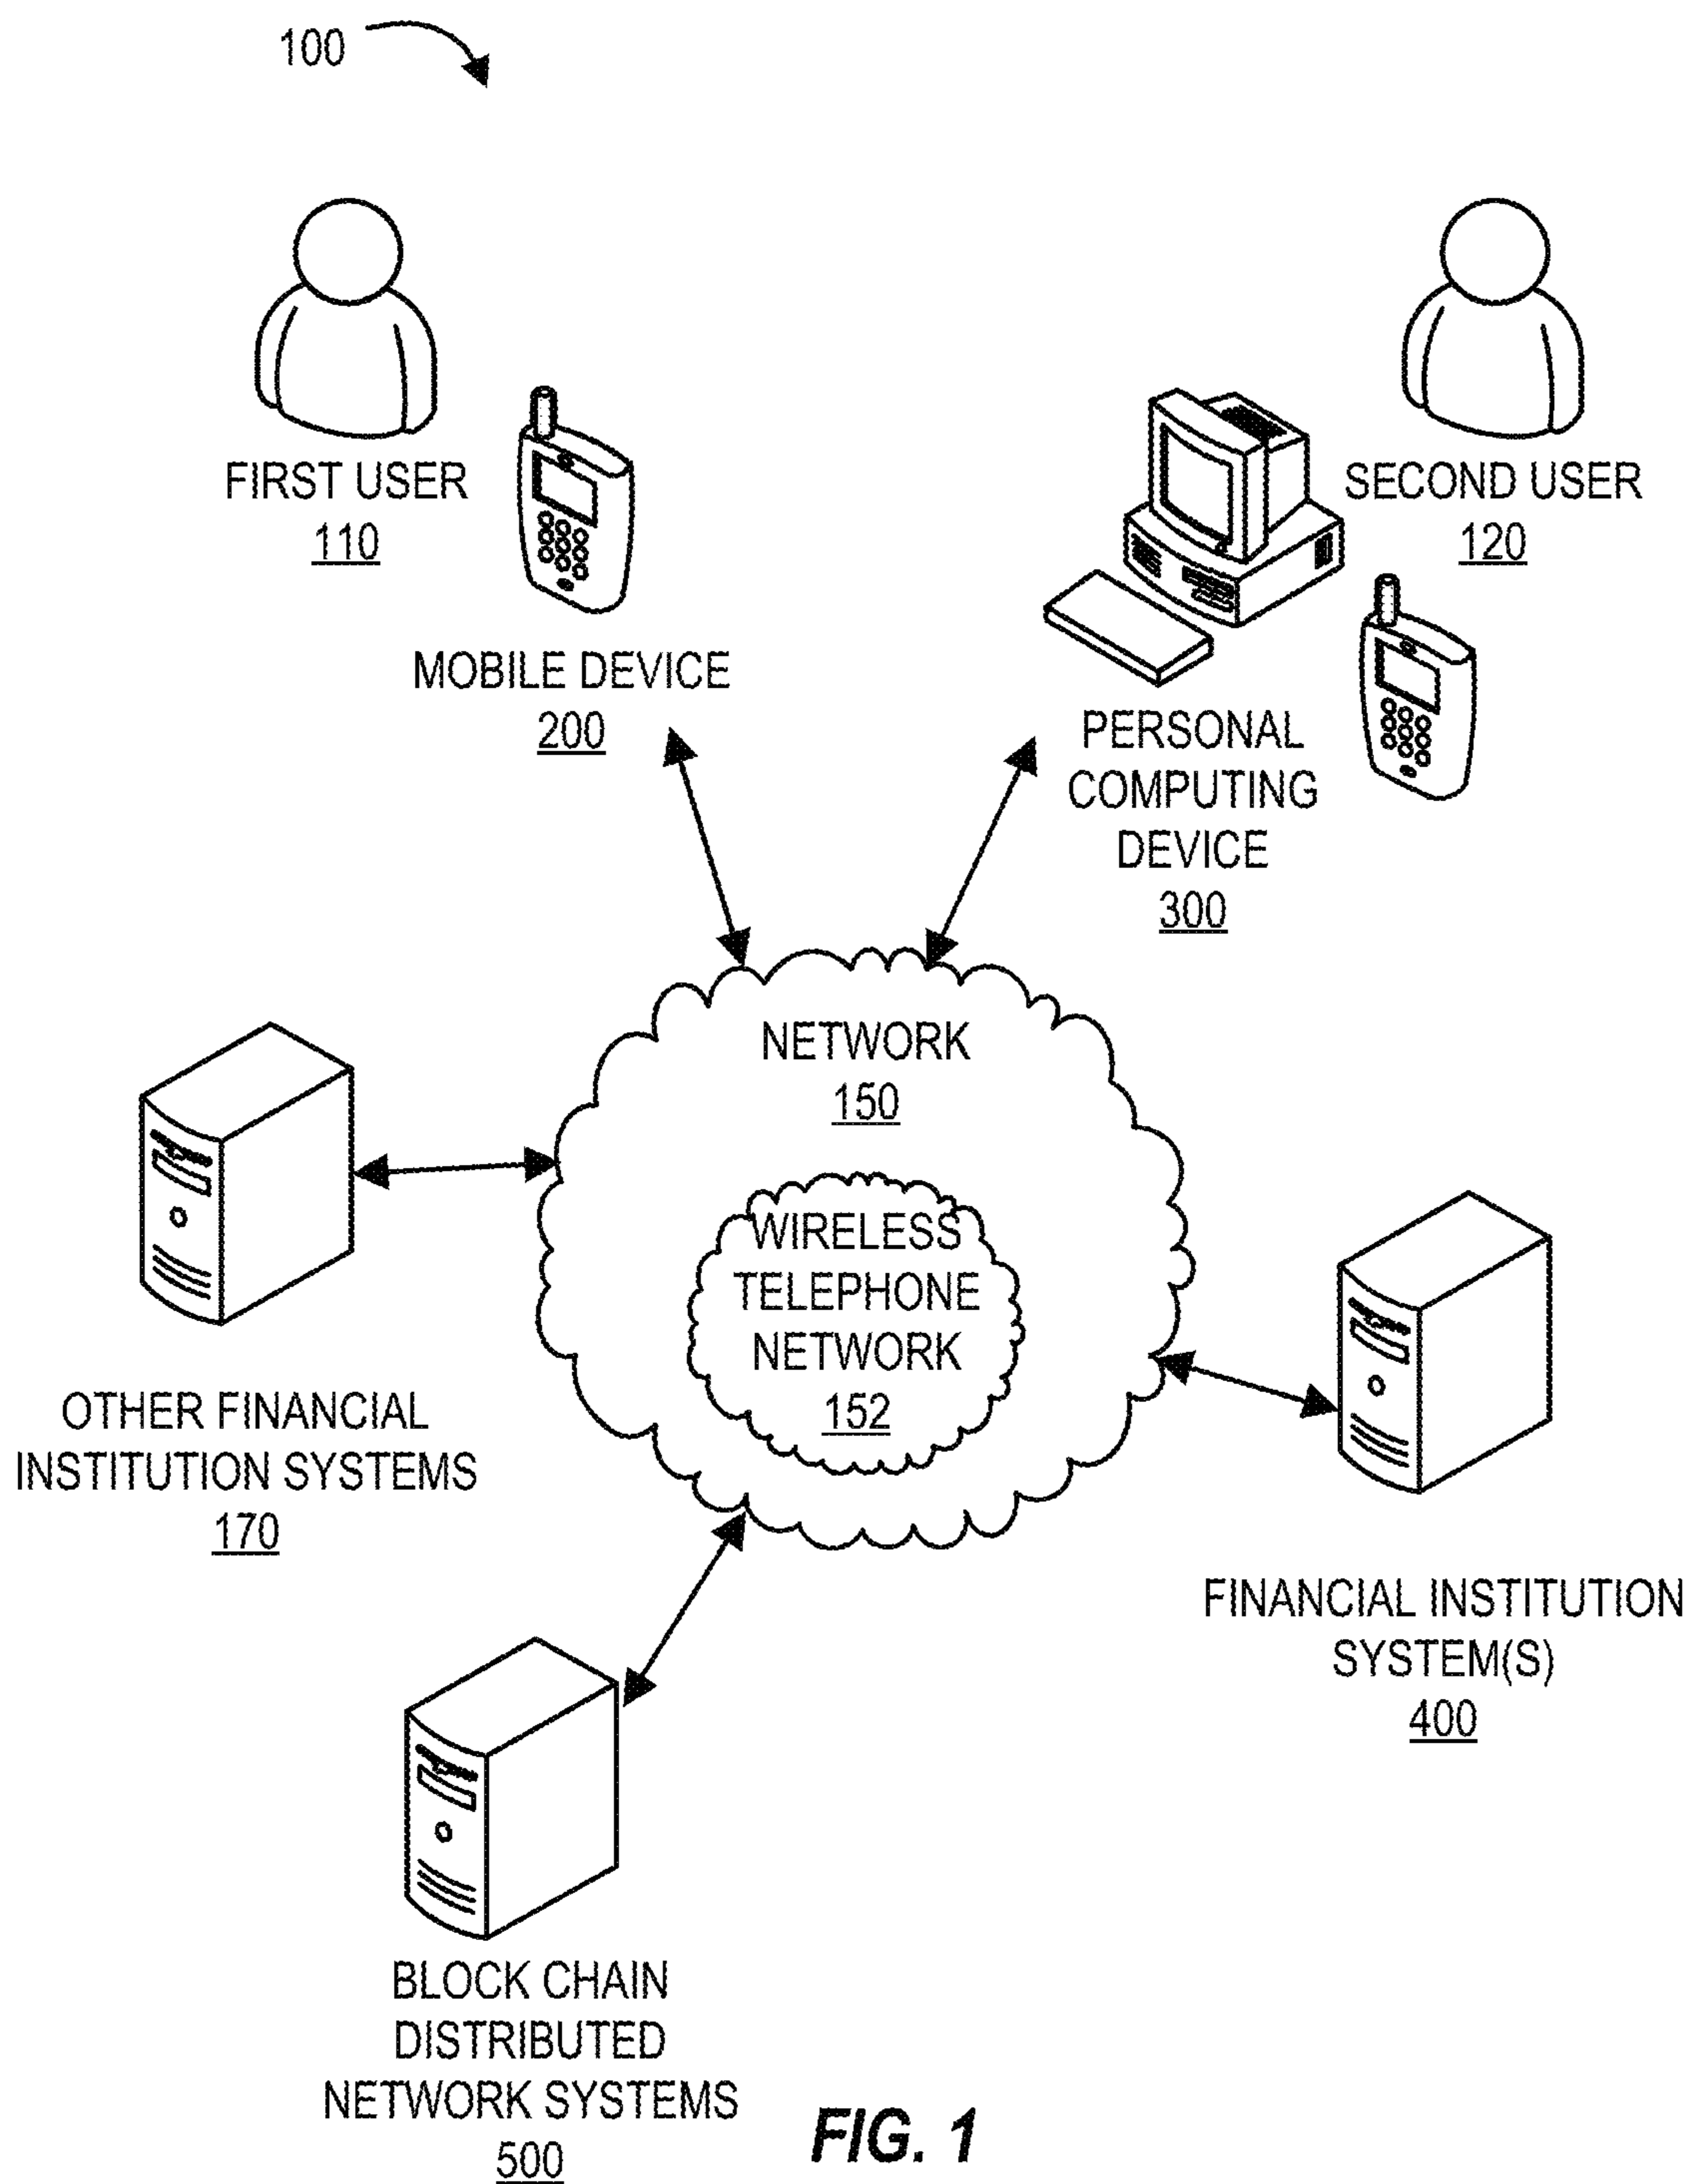 100
FIRST USER
110
SECOND USER
120
MOBILE DEVICE
200
PERSONAL
COMPUTING
DEVICE
300
NETWORK
150
WIRELESS
TELEPHONE
NETWORK
152
OTHER FINANCIAL
INSTITUTION SYSTEMS
170
FINANCIAL INSTITUTION
SYSTEM(S)
400
BLOCK CHAIN
DISTRIBUTED
NETWORK SYSTEMS
500
FIG. 1